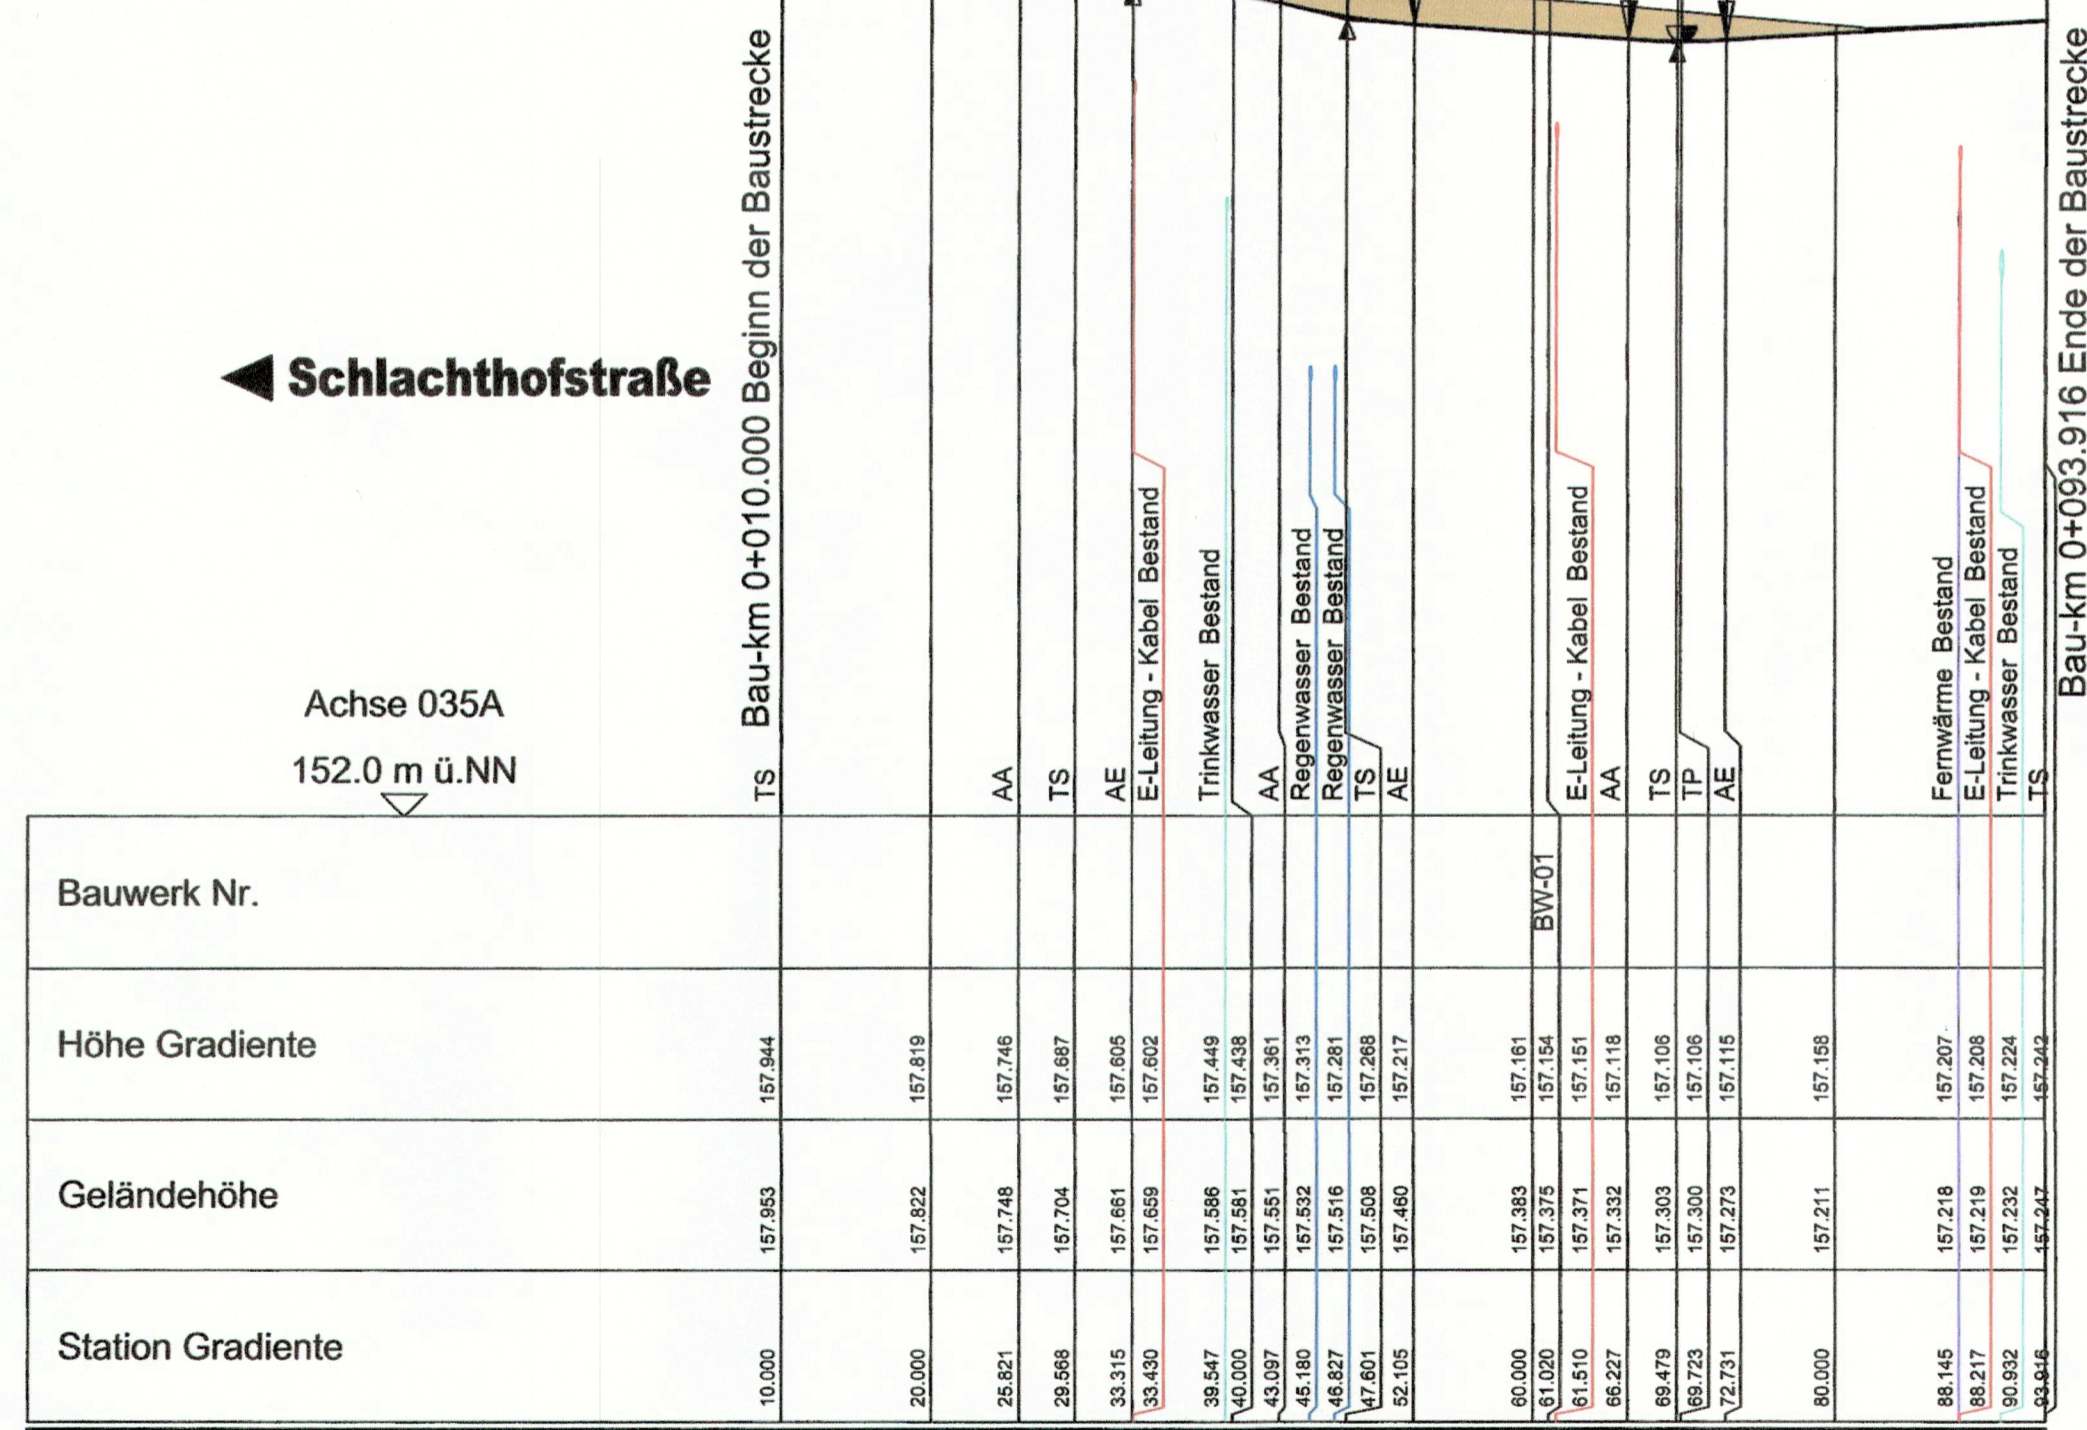 Schlachthofstraße
Achse 035A
152.0 m ü.NN
Bau-km 0+010.000 Beginn der Baustrecke
Bau-km 0+093.916 Ende der Baustrecke
TS
AA
TS
AE
E-Leitung - Kabel Bestand
Trinkwasser Bestand
AA
Regenwasser Bestand
Regenwasser Bestand
TS
AE
E-Leitung - Kabel Bestand
AA
TS
TP
AE
Fernwärme Bestand
E-Leitung - Kabel Bestand
Trinkwasser Bestand
TS
Bauwerk Nr.
BW-01
Höhe Gradiente
157.944
157.819
157.746
157.687
157.605
157.602
157.449
157.438
157.361
157.313
157.281
157.268
157.217
157.161
157.154
157.151
157.118
157.106
157.106
157.115
157.158
157.207
157.208
157.224
157.242
Geländehöhe
157.953
157.822
157.748
157.704
157.661
157.659
157.586
157.581
157.551
157.532
157.516
157.508
157.460
157.383
157.375
157.371
157.332
157.303
157.300
157.273
157.211
157.218
157.219
157.232
157.247
Station Gradiente
10.000
20.000
25.821
29.568
33.315
33.430
39.547
40.000
43.097
45.180
46.827
47.601
52.105
60.000
61.020
61.510
66.227
69.479
69.723
72.731
80.000
88.145
88.217
90.932
93.916